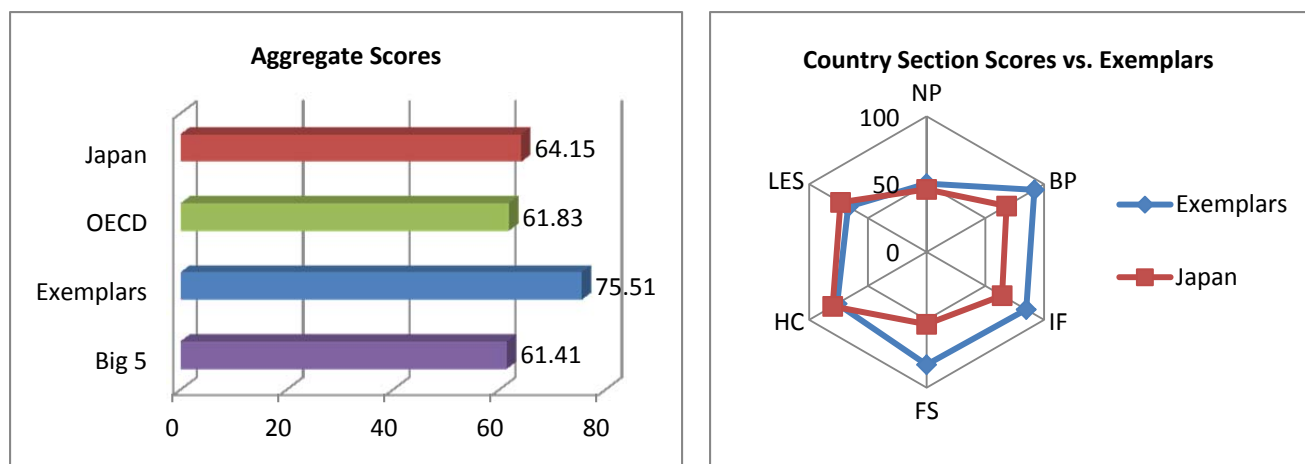 Aggregate Scores
Japan
64.15
OECD
61.83
Exemplars
75.51
Big 5
61.41
0 20 40 60 80
Country Section Scores vs. Exemplars
NP
100
LES
50
BP
0
HC
IF
FS
Exemplars
Japan